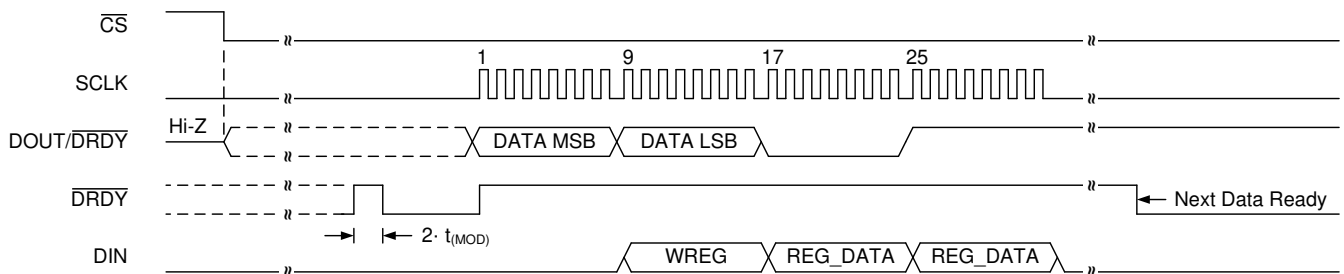 CS
1 9 17 25
SCLK
Hi-Z
DOUT/DRDY DATA MSB DATA LSB
DRDY Next Data Ready
2· t(MOD)
DIN WREG REG_DATA REG_DATA